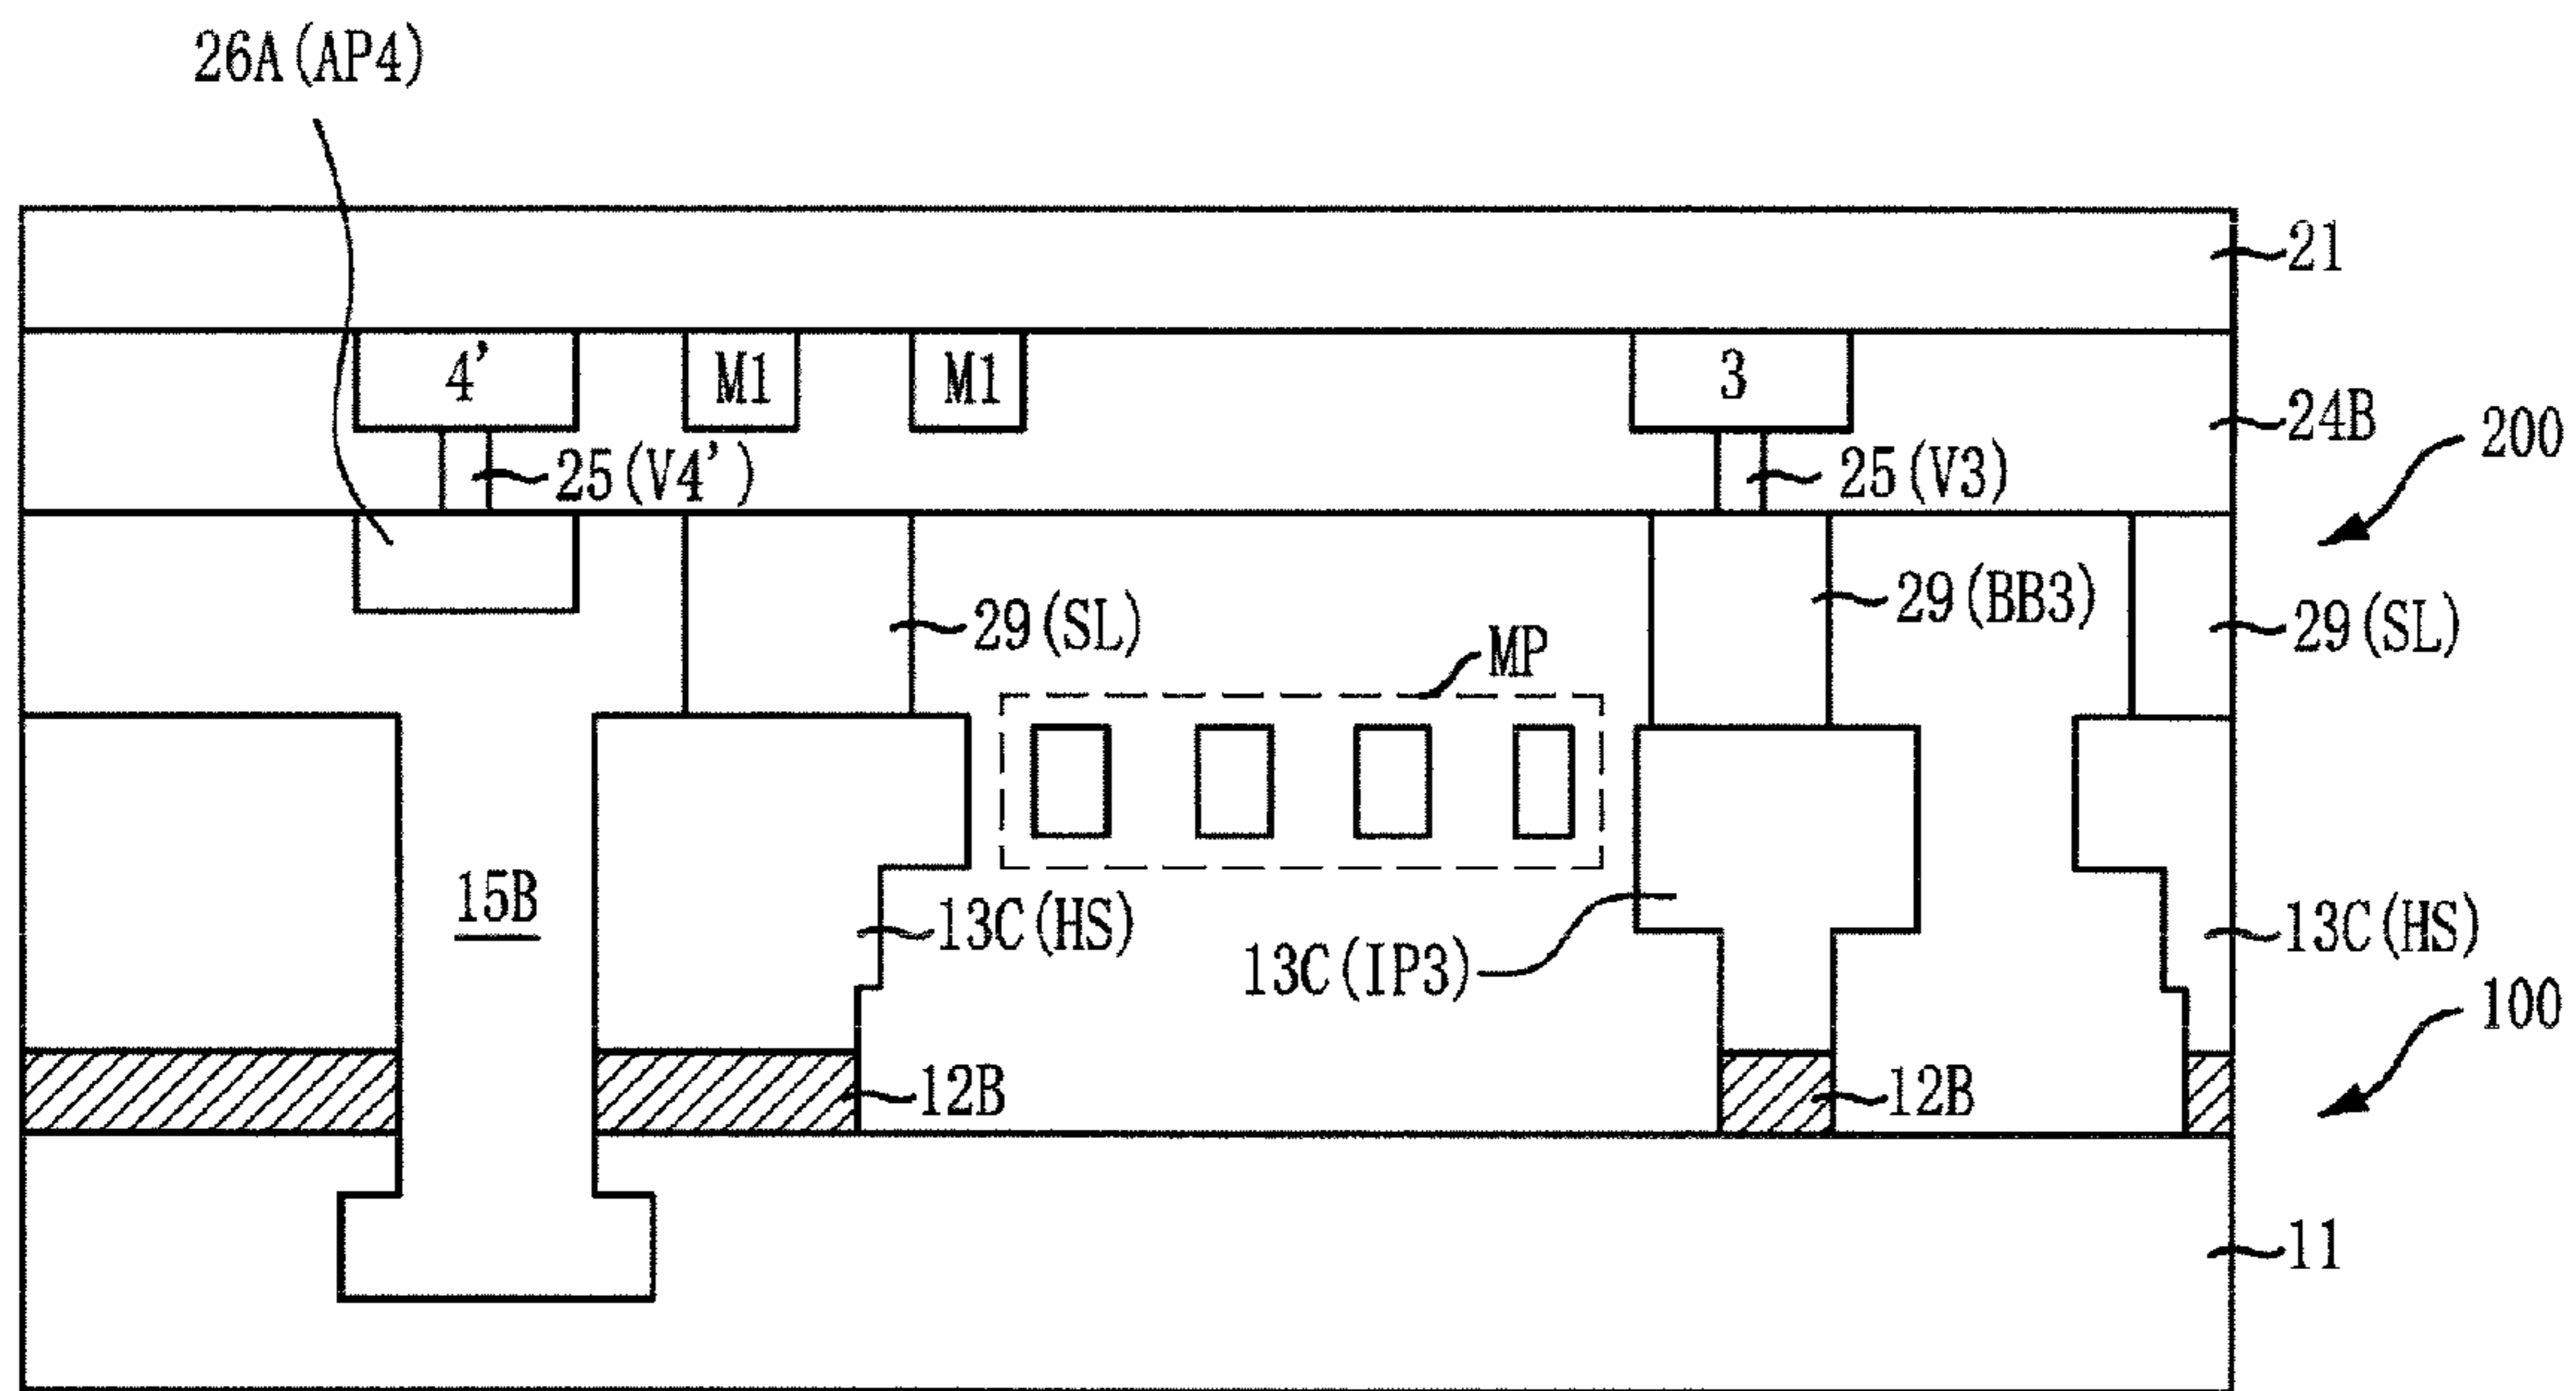 26A(AP4)
21
4'
M1
M1
3
24B
200
25(V4')
25(V3)
29(SL)
29(BB3)
29(SL)
MP
15B
13C(HS)
13C(IP3)
13C(HS)
100
12B
12B
11